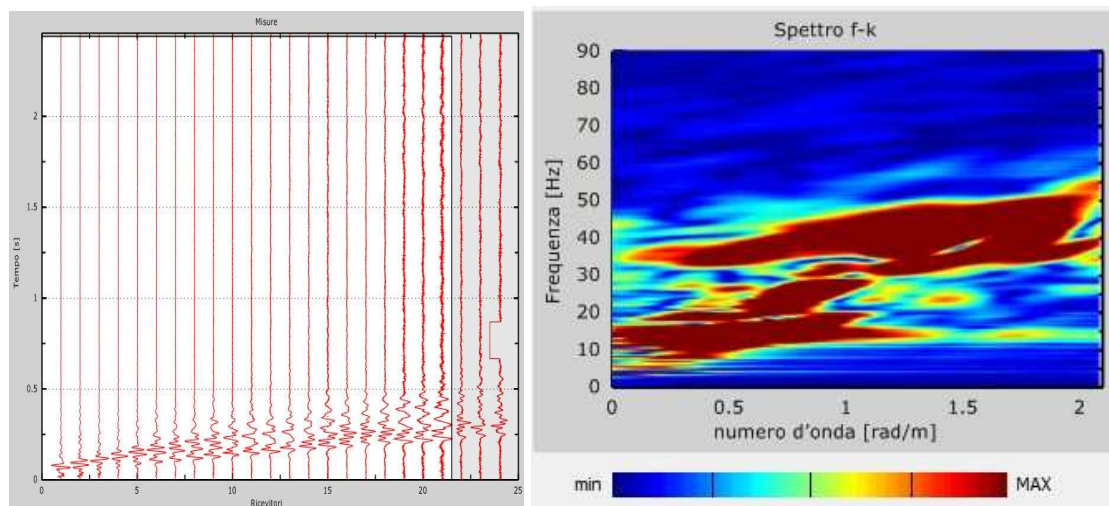 Misure
Tempo [s]
2
1.5
1
0.5
0
0 5 10 15 20 25
Ricevitori
Spettro f-k
Frequenza [Hz]
90
80
70
60
50
40
30
20
10
0
0 0.5 1 1.5 2
numero d'onda [rad/m]
min MAX